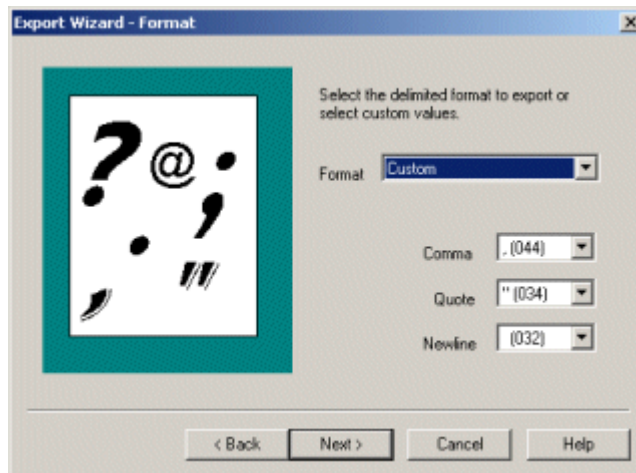 Export Wizard - Format
Select the delimited format to export or
select custom values.
Format Custom
Comma , (044)
Quote " (034)
Newline (032)
? @ . ; . , "
< Back Next > Cancel Help